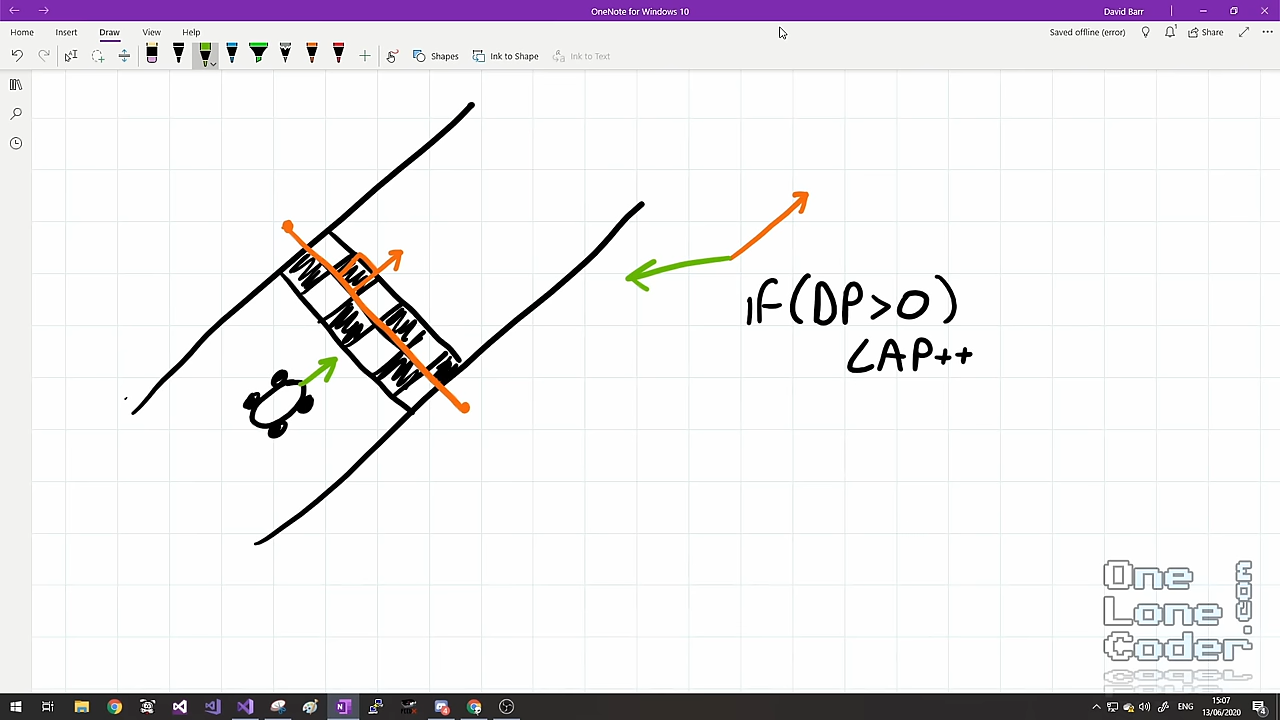 OneNote for Windows 10
David Barr
Home Insert Draw View Help
Saved offline (error)
Share
Shapes
Ink to Shape
Ink to Text
if(DP>0)
LAP++
One
Lone
Coder
.com
ENG
15:07
13/06/2020